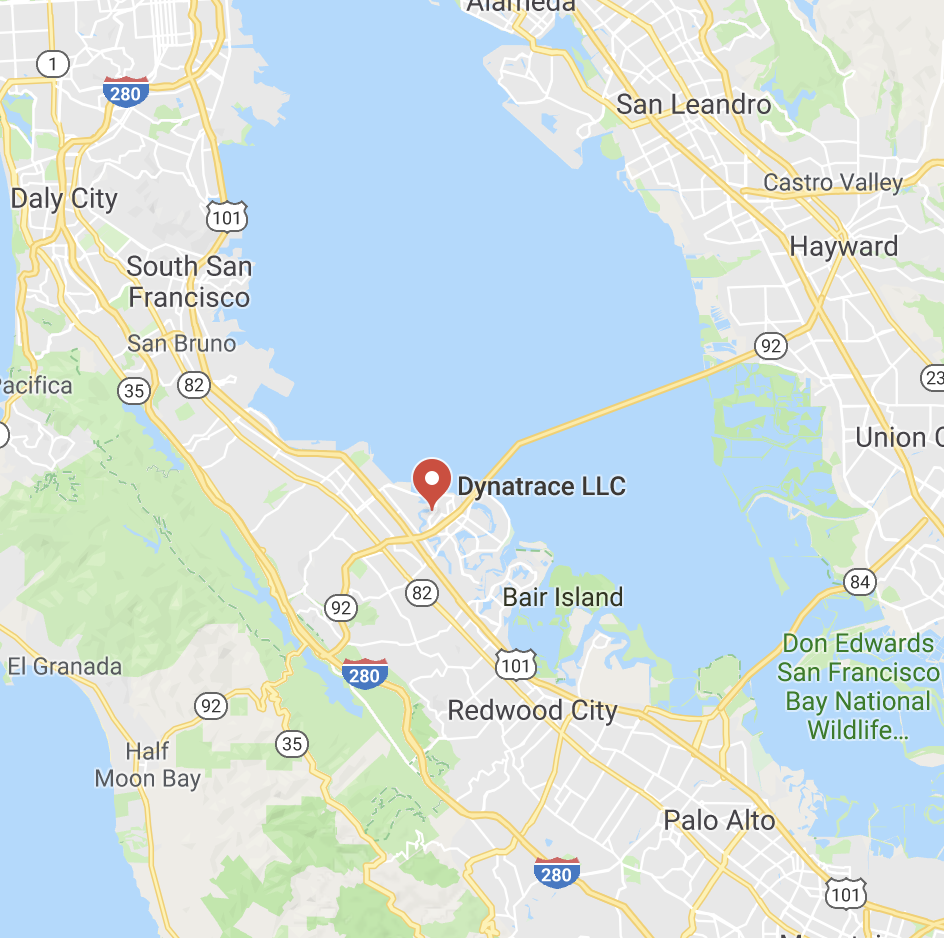 Alameda
1
280
San Leandro
Castro Valley
Daly City
101
Hayward
South San
Francisco
San Bruno
92
Pacifica
35
82
23
Union C
Dynatrace LLC
84
92
82
Bair Island
Don Edwards
San Francisco
Bay National
Wildlife...
El Granada
101
280
92
Redwood City
35
Half
Moon Bay
Palo Alto
280
101